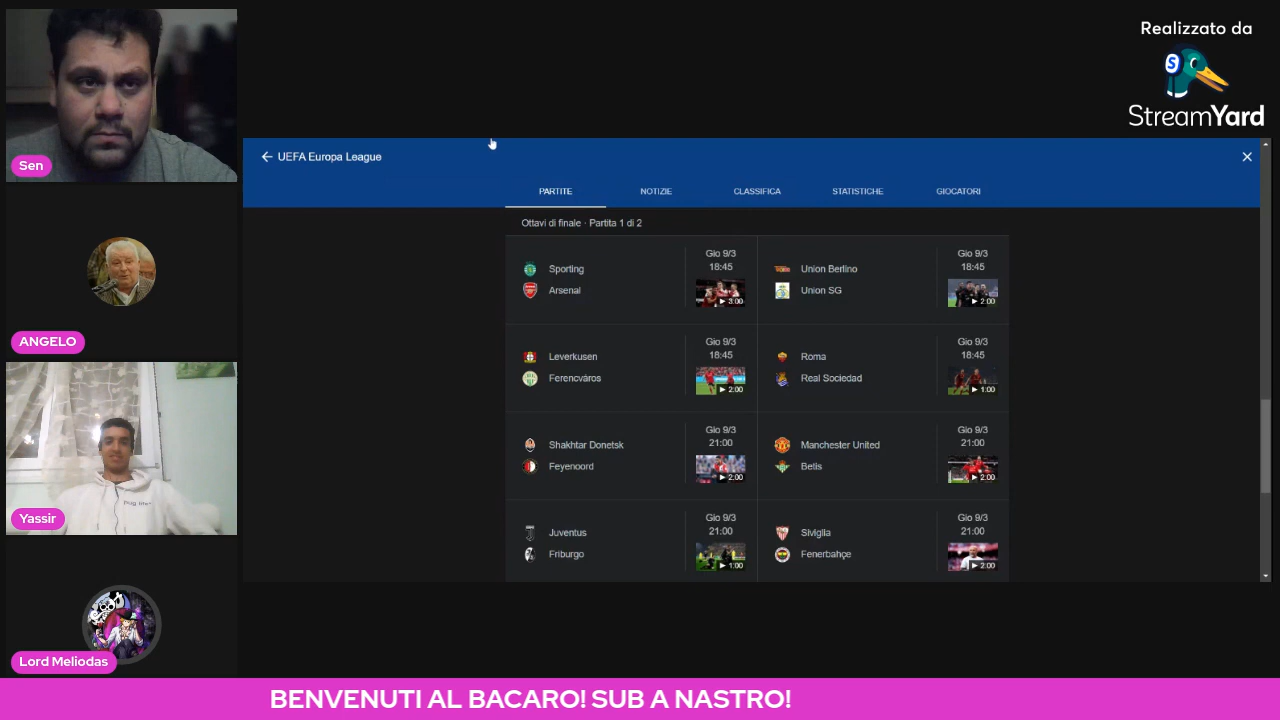 Realizzato da
S
StreamYard
Sen
ANGELO
Yassir
Lord Meliodas
UEFA Europa League
PARTITE
NOTIZIE
CLASSIFICA
STATISTICHE
GIOCATORI
Ottavi di finale · Partita 1 di 2
Sporting
Arsenal
Gio 9/3
18:45
3:00
Union Berlino
Union SG
Gio 9/3
18:45
2:00
Leverkusen
Ferencváros
Gio 9/3
18:45
2:00
Roma
Real Sociedad
Gio 9/3
18:45
1:00
Shakhtar Donetsk
Feyenoord
Gio 9/3
21:00
2:00
Manchester United
Betis
Gio 9/3
21:00
2:00
Juventus
Friburgo
Gio 9/3
21:00
1:00
Siviglia
Fenerbahçe
Gio 9/3
21:00
2:00
BENVENUTI AL BACARO! SUB A NASTRO!